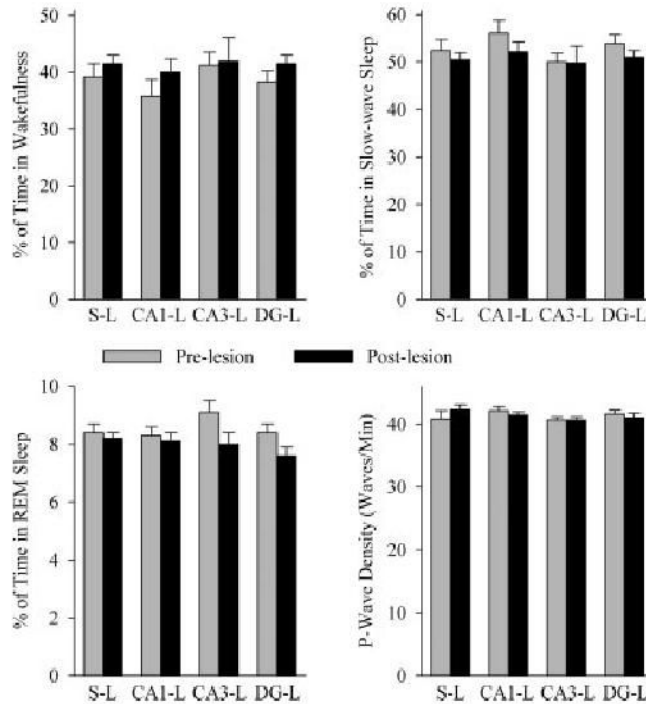 % of Time in Wakefulness
50
40
30
20
10
0
S-L CA1-L CA3-L DG-L
% of Time in Slow-wave Sleep
60
50
40
30
20
10
0
S-L CA1-L CA3-L DG-L
Pre-lesion Post-lesion
% of Time in REM Sleep
10
8
6
4
2
0
S-L CA1-L CA3-L DG-L
P-Wave Density (Waves/Min)
40
30
20
10
0
S-L CA1-L CA3-L DG-L